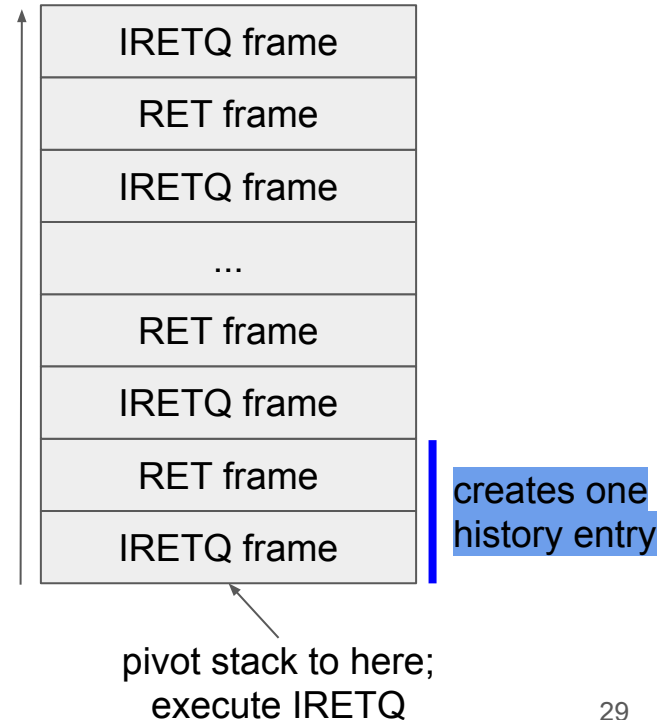 IRETQ frame
RET frame
IRETQ frame
...
RET frame
IRETQ frame
RET frame
IRETQ frame
creates one
history entry
pivot stack to here;
execute IRETQ
29